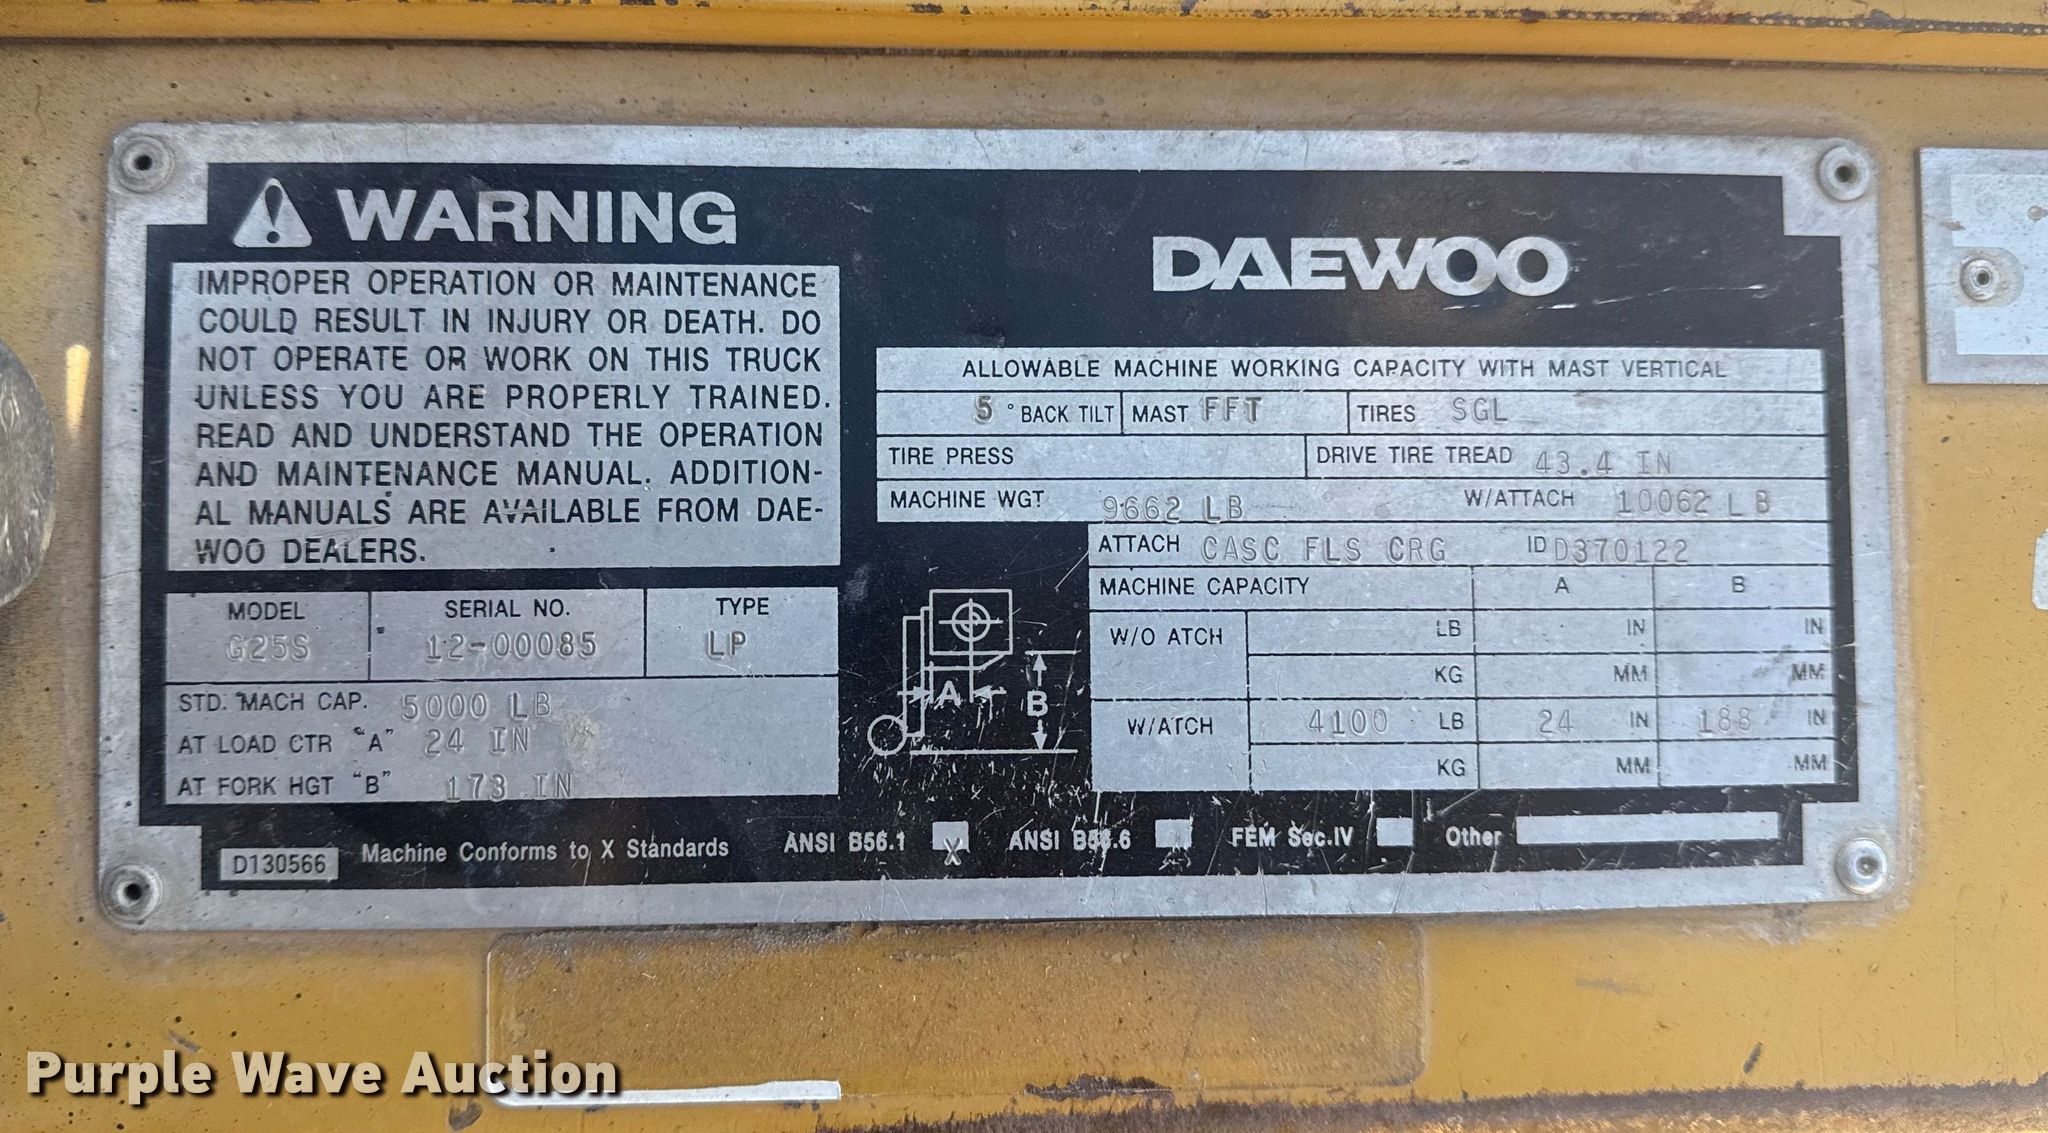 WARNING
IMPROPER OPERATION OR MAINTENANCE
COULD RESULT IN INJURY OR DEATH. DO
NOT OPERATE OR WORK ON THIS TRUCK
UNLESS YOU ARE PROPERLY TRAINED.
READ AND UNDERSTAND THE OPERATION
AND MAINTENANCE MANUAL. ADDITION-
AL MANUALS ARE AVAILABLE FROM DAE-
WOO DEALERS.
MODEL SERIAL NO. TYPE
G25S 12-00085 LP
STD. MACH CAP. 5000 LB
AT LOAD CTR "A" 24 IN
AT FORK HGT "B" 173 IN
DAEWOO
ALLOWABLE MACHINE WORKING CAPACITY WITH MAST VERTICAL
5 ° BACK TILT MAST FFT TIRES SGL
TIRE PRESS DRIVE TIRE TREAD 43.4 IN
MACHINE WGT 9662 LB W/ATTACH 10062 LB
ATTACH CASC FLS CRG ID D370122
MACHINE CAPACITY A B
W/O ATCH LB IN IN
KG MM MM
W/ATCH 4100 LB 24 IN 188 IN
KG MM MM
A B
D130566 Machine Conforms to X Standards ANSI B56.1 X ANSI B56.6 FEM Sec.IV Other
Purple Wave Auction